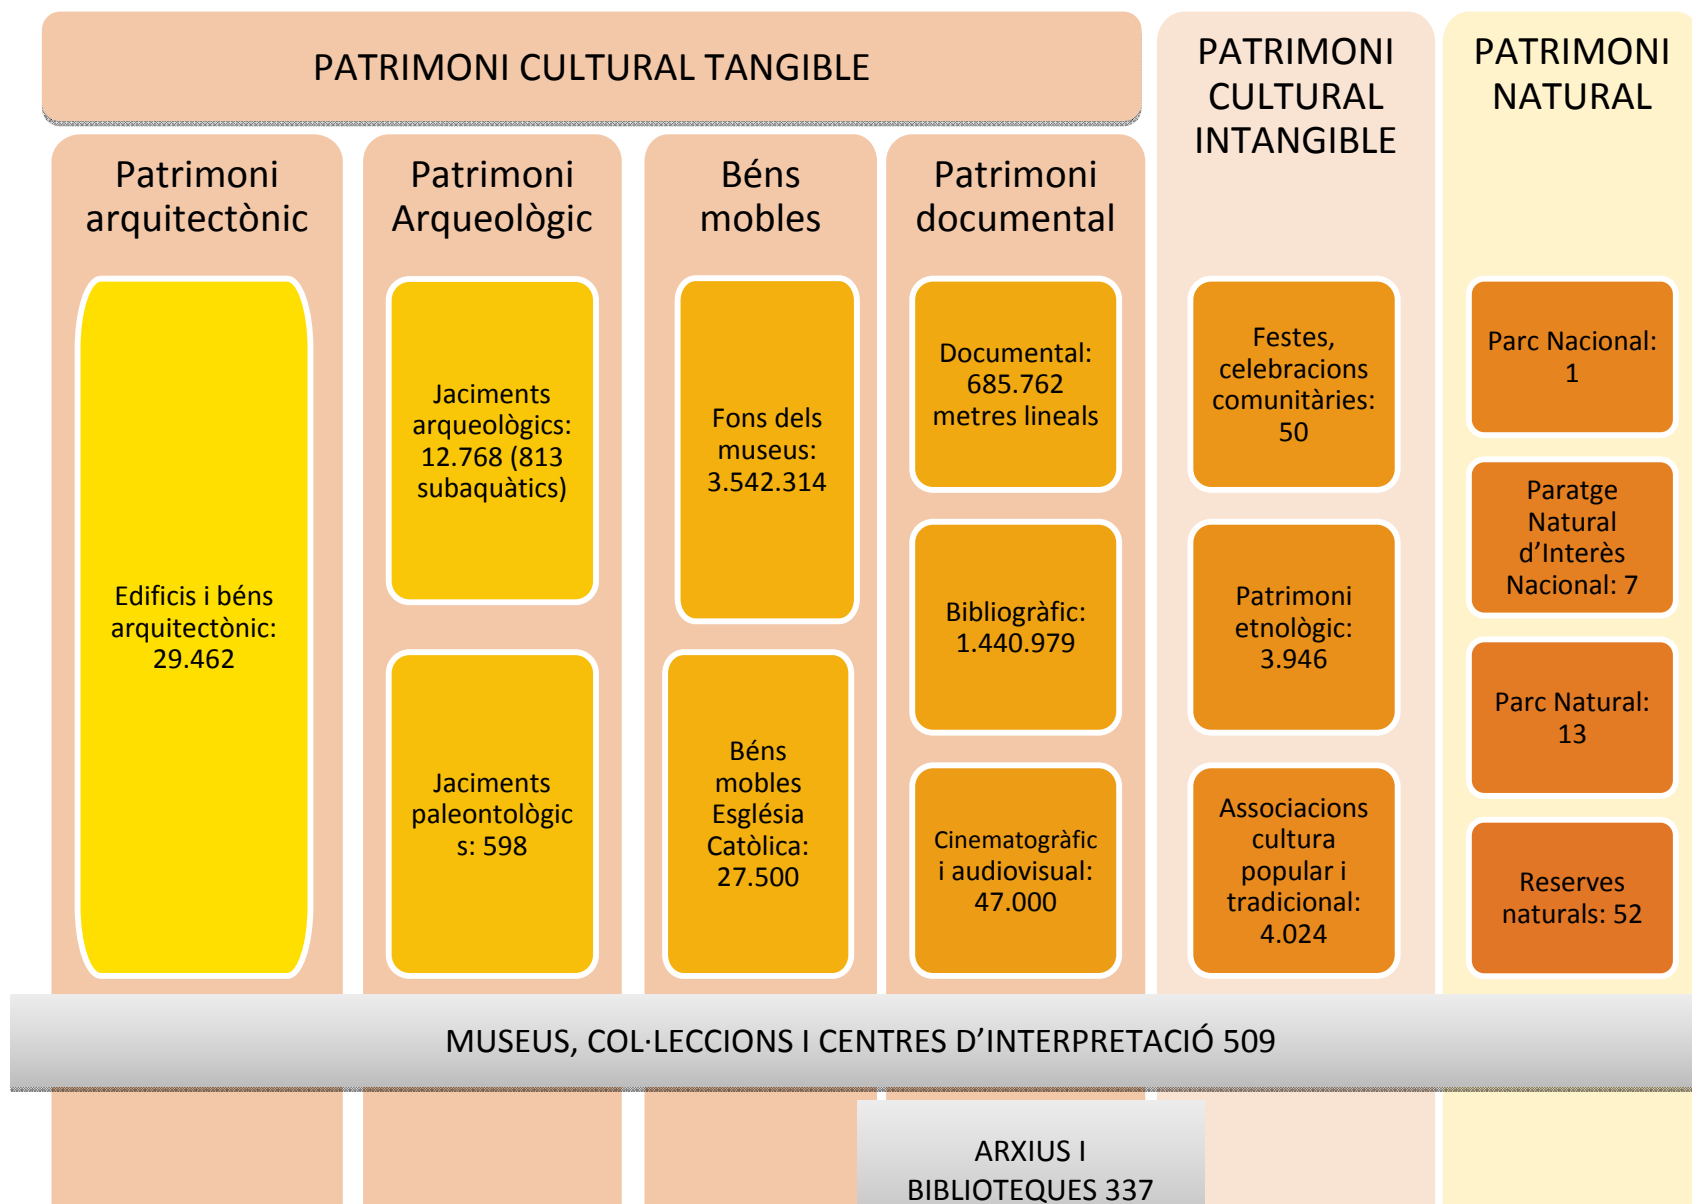 PATRIMONI CULTURAL TANGIBLE
Patrimoni
arquitectònic
Edificis i béns
arquitectònic:
29.462
Patrimoni
Arqueològic
Jaciments
arqueològics:
12.768 (813
subaquàtics)
Jaciments
paleontològic
s: 598
Béns
mobles
Fons dels
museus:
3.542.314
Béns
mobles
Església
Catòlica:
27.500
Patrimoni
documental
Documental:
685.762
metres lineals
Bibliogràfic:
1.440.979
Cinematogràfic
i audiovisual:
47.000
PATRIMONI
CULTURAL
INTANGIBLE
Festes,
celebracions
comunitàries:
50
Patrimoni
etnològic:
3.946
Associacions
cultura
popular i
tradicional:
4.024
PATRIMONI
NATURAL
Parc Nacional:
1
Paratge
Natural
d’Interès
Nacional: 7
Parc Natural:
13
Reserves
naturals: 52
MUSEUS, COL·LECCIONS I CENTRES D’INTERPRETACIÓ 509
ARXIUS I
BIBLIOTEQUES 337